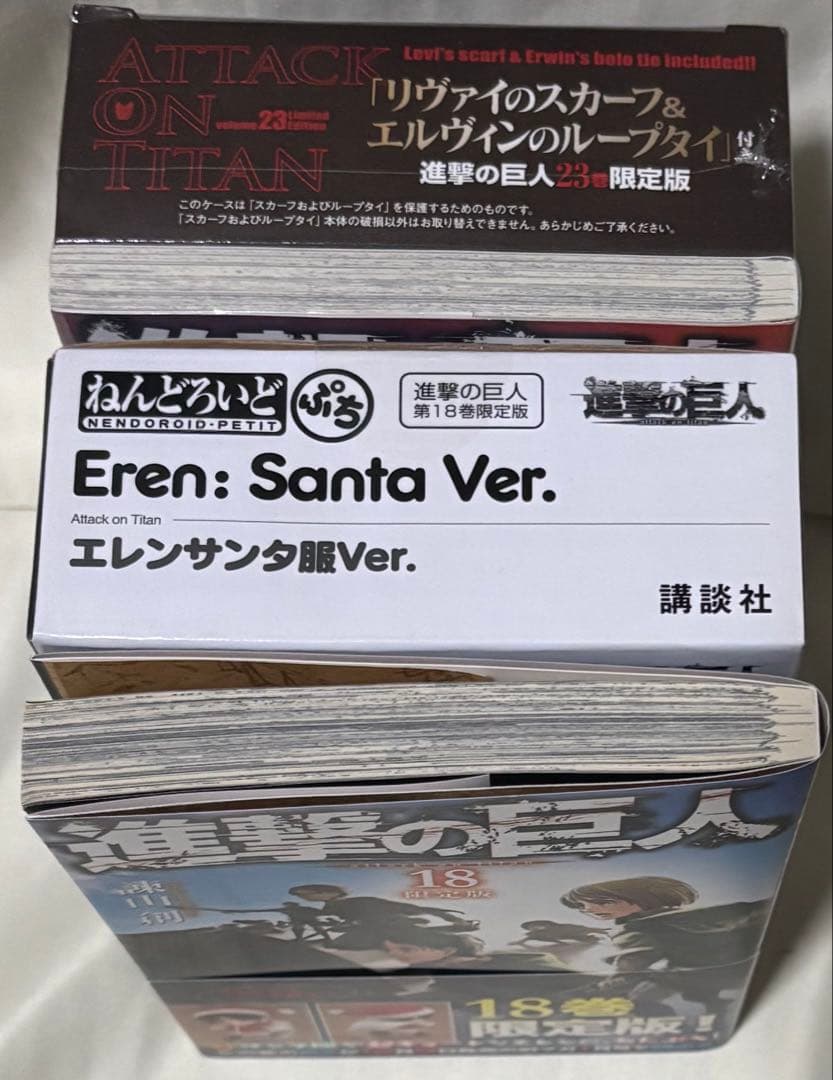 ATTACK
ON
TITAN
volume.23 Limited Edition
Levi's scarf & Erwin's bolo tie included!!
「リヴァイのスカーフ&
エルヴィンのループタイ」付き
進撃の巨人23巻限定版
このケースは「スカーフおよびループタイ」を保護するためのものです。
「スカーフおよびループタイ」本体の破損以外はお取り替えできません。あらかじめご了承ください。
ねんどろいど ぷち
NENDOROID・PETIT
進撃の巨人
第18巻限定版
進撃の巨人
attack on titan
Eren: Santa Ver.
Attack on Titan
エレンサンタ服Ver.
講談社
進撃の巨人
18
限定版
諫山創
18巻
限定版!